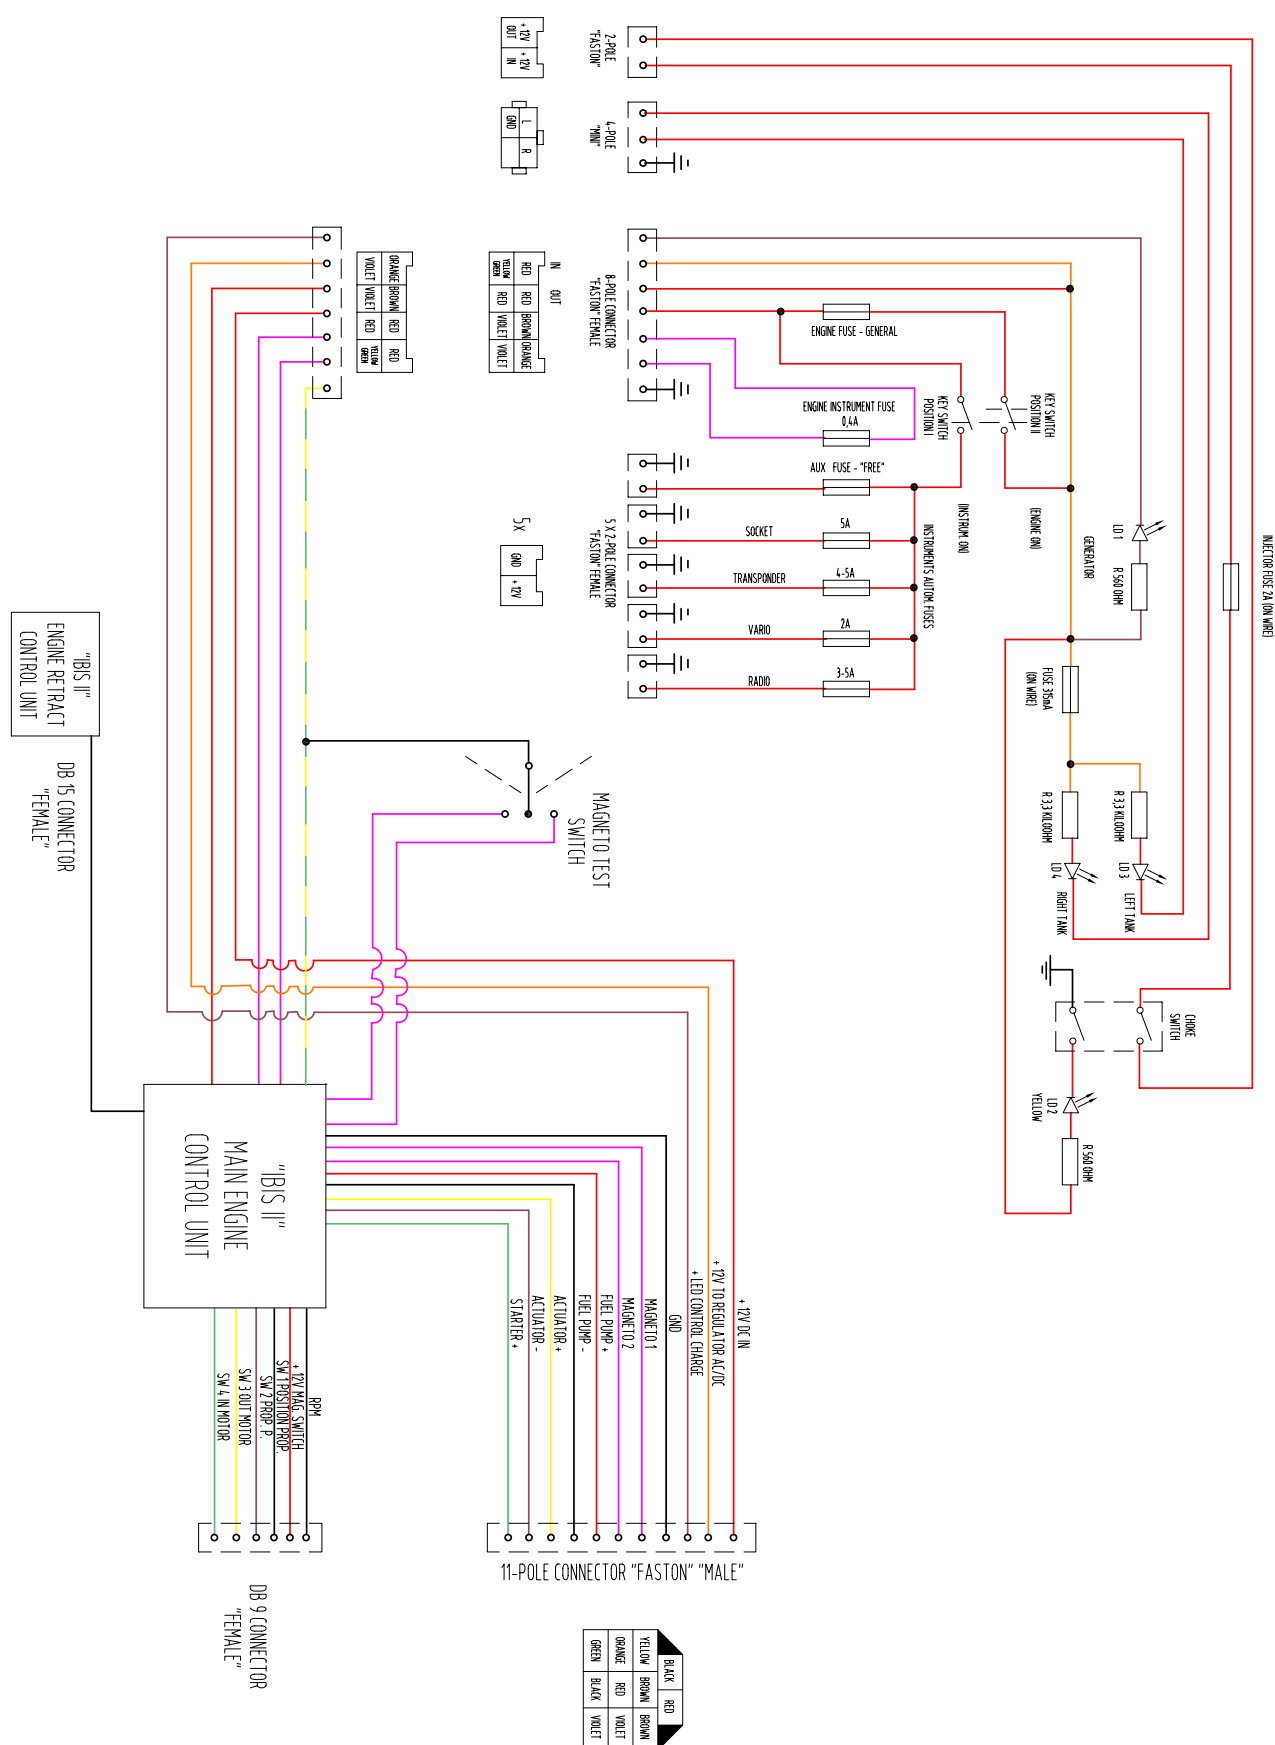 + 12V
OUT
+ 12V
IN
2-POLE
"FASTON"
L
GND
R
4-POLE
"MINI"
ORANGE
BROWN
RED
RED
VIOLET
VIOLET
RED
YELLOW
GREEN
IN
OUT
RED
RED
BROWN
ORANGE
YELLOW
GREEN
RED
VIOLET
VIOLET
8-POLE CONNECTOR
"FASTON" FEMALE
ENGINE FUSE - GENERAL
ENGINE INSTRUMENT FUSE
0,4A
KEY SWITCH
POSITION I
KEY SWITCH
POSITION II
AUX FUSE - "FREE"
SOCKET
5A
TRANSPONDER
4-5A
VARIO
2A
RADIO
3-5A
5X
GND
+ 12V
5 X 2-POLE CONNECTOR
"FASTON" FEMALE
INSTRUMENTS AUTOM. FUSES
(INSTRUM. ON)
(ENGINE ON)
GENERATOR
LD 1
R 560 OHM
INJECTOR FUSE 2A (ON WIRE)
FUSE 315mA
(ON WIRE)
R 3,3 KILOOHM
R 3,3 KILOOHM
LD 4
LD 3
RIGHT TANK
LEFT TANK
CHOKE
SWITCH
LD 2
YELLOW
R 560 OHM
"IBIS II"
ENGINE RETRACT
CONTROL UNIT
DB 15 CONNECTOR
"FEMALE"
MAGNETO TEST
SWITCH
"IBIS II"
MAIN ENGINE
CONTROL UNIT
+ 12V DC IN
+ 12V TO REGULATOR AC/DC
+ LED CONTROL CHARGE
GND
MAGNETO 1
MAGNETO 2
FUEL PUMP +
FUEL PUMP -
ACTUATOR +
ACTUATOR -
STARTER +
RPM
+ 12V MAG. SWITCH
SW 1 POSITION PROP.
SW 2 PROP. P.
SW 3 OUT MOTOR
SW 4 IN MOTOR
11-POLE CONNECTOR "FASTON" "MALE"
DB 9 CONNECTOR
"FEMALE"
BLACK
RED
YELLOW
BROWN
BROWN
ORANGE
RED
VIOLET
GREEN
BLACK
VIOLET